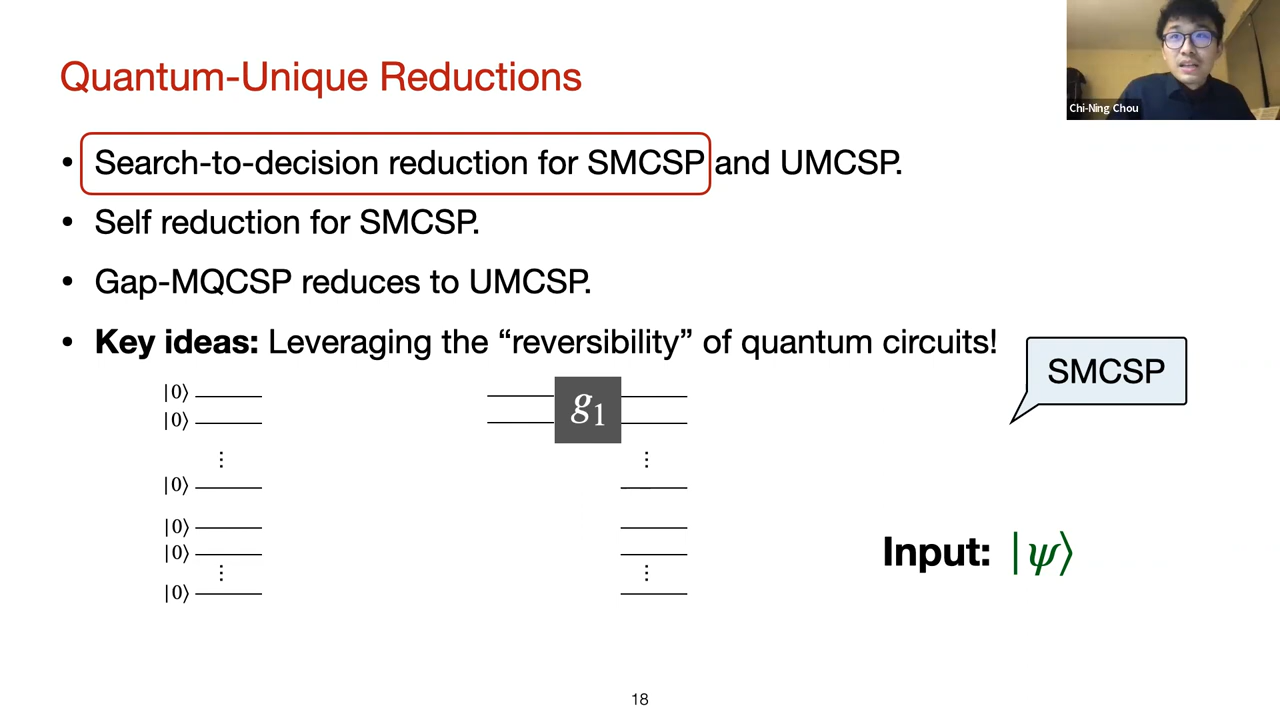 Chi-Ning Chou
Quantum-Unique Reductions
• Search-to-decision reduction for SMCSP and UMCSP.
• Self reduction for SMCSP.
• Gap-MQCSP reduces to UMCSP.
• Key ideas: Leveraging the “reversibility” of quantum circuits!
SMCSP
|0⟩
|0⟩
⋮
|0⟩
|0⟩
|0⟩
⋮
|0⟩
g₁
⋮
⋮
Input: |ψ⟩
18